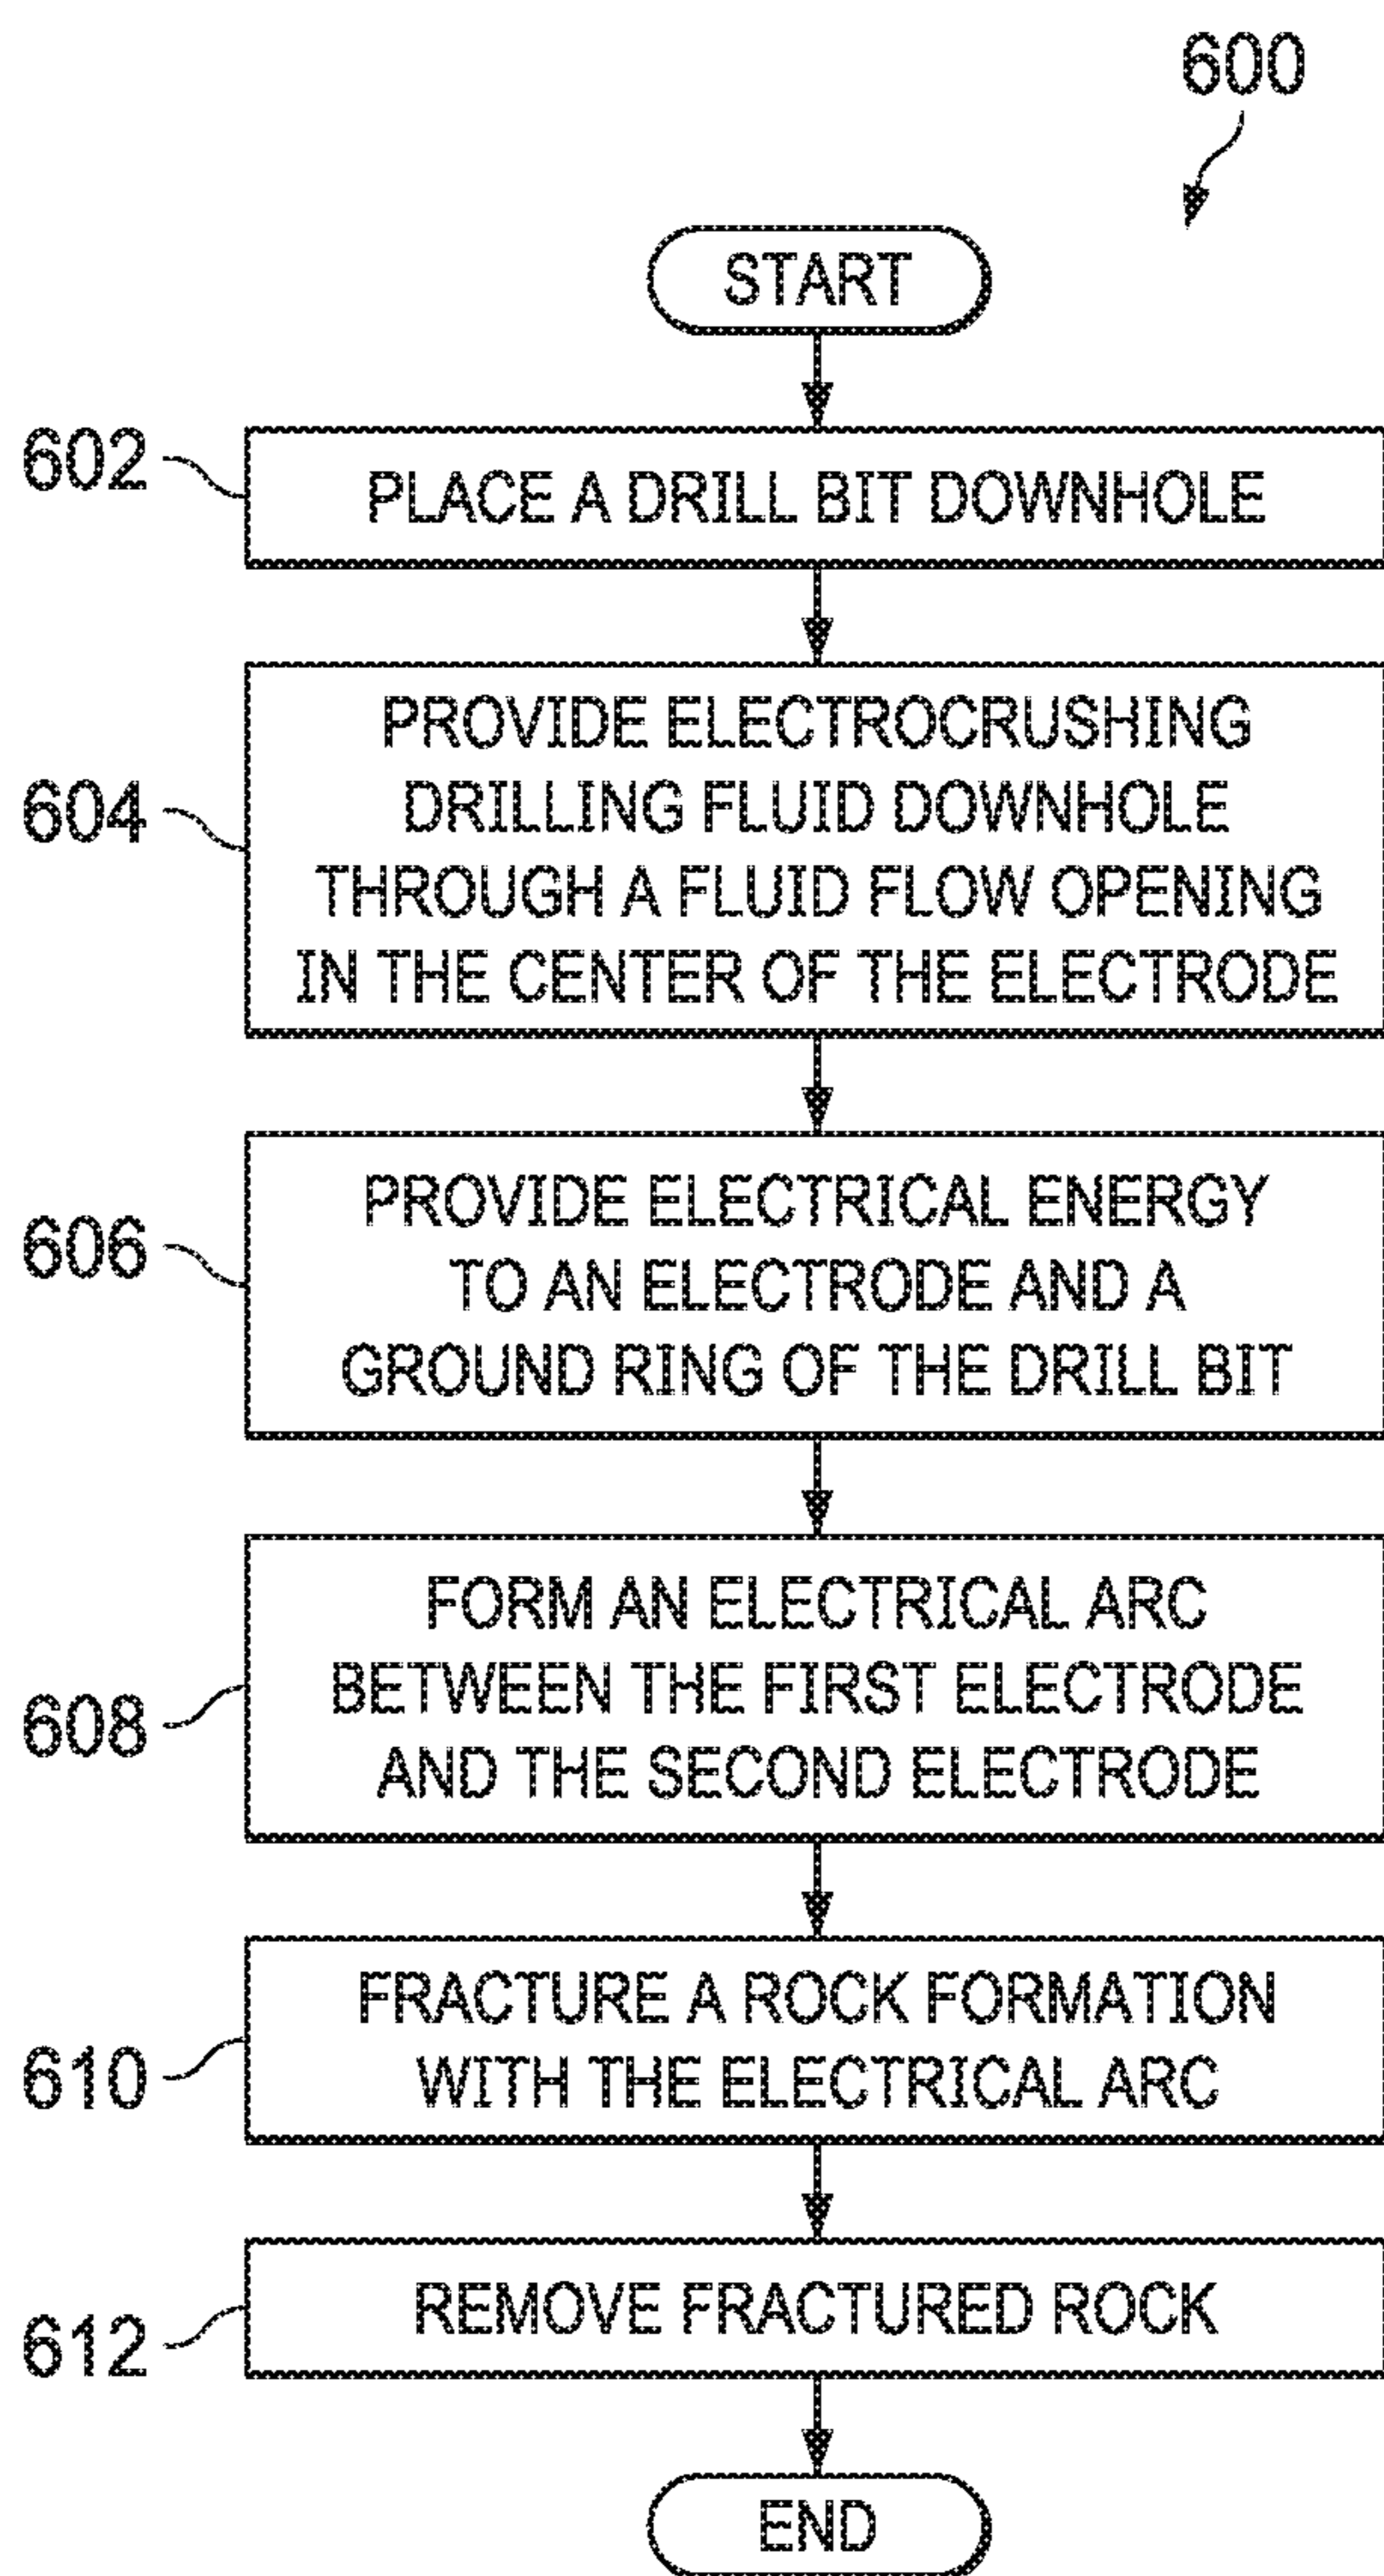 600
START
602
PLACE A DRILL BIT DOWNHOLE
604
PROVIDE ELECTROCRUSHING
DRILLING FLUID DOWNHOLE
THROUGH A FLUID FLOW OPENING
IN THE CENTER OF THE ELECTRODE
606
PROVIDE ELECTRICAL ENERGY
TO AN ELECTRODE AND A
GROUND RING OF THE DRILL BIT
608
FORM AN ELECTRICAL ARC
BETWEEN THE FIRST ELECTRODE
AND THE SECOND ELECTRODE
610
FRACTURE A ROCK FORMATION
WITH THE ELECTRICAL ARC
612
REMOVE FRACTURED ROCK
END